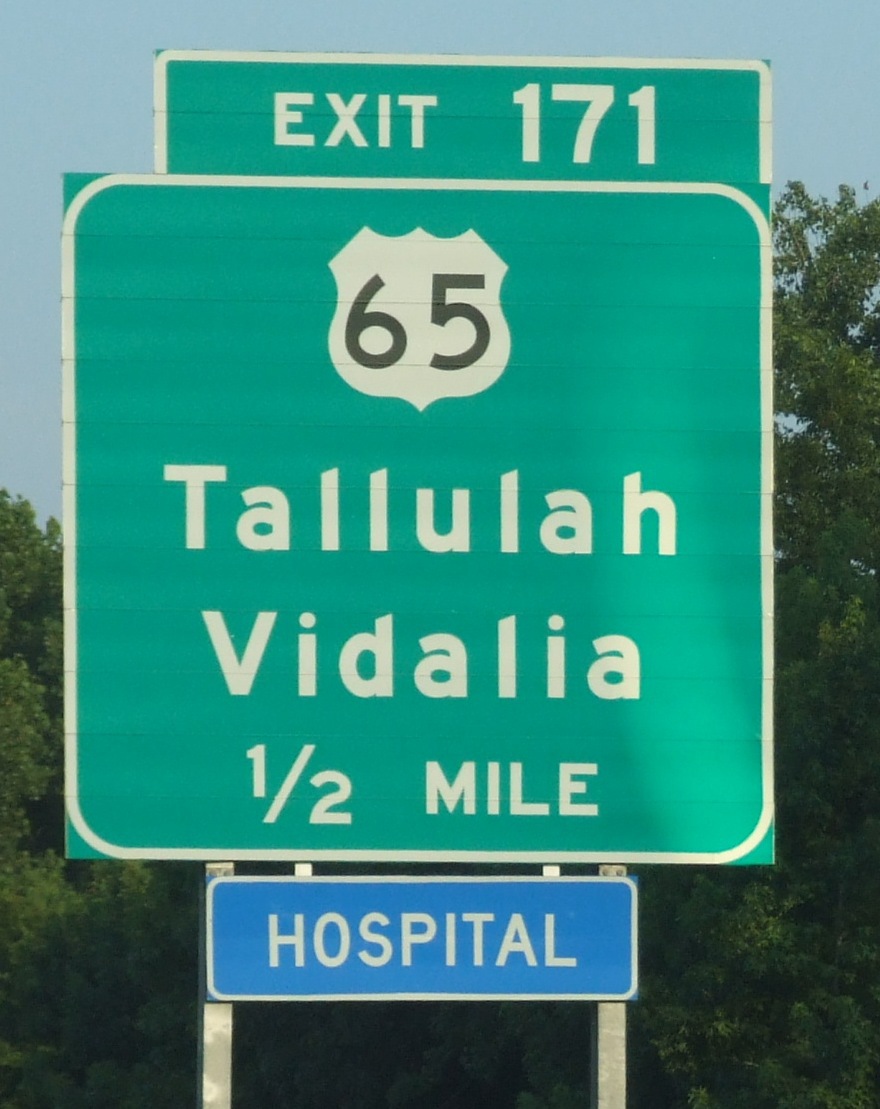 EXIT 171
65
Tallulah
Vidalia
1/2 MILE
HOSPITAL